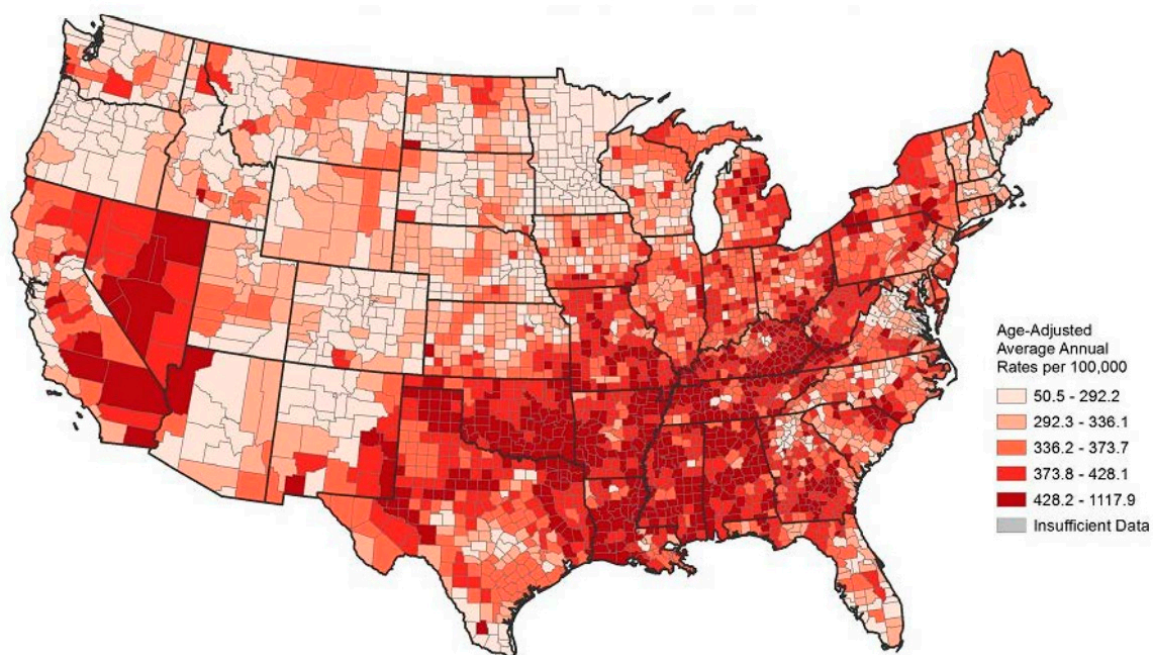 Age-Adjusted
Average Annual
Rates per 100,000
50.5 - 292.2
292.3 - 336.1
336.2 - 373.7
373.8 - 428.1
428.2 - 1117.9
Insufficient Data